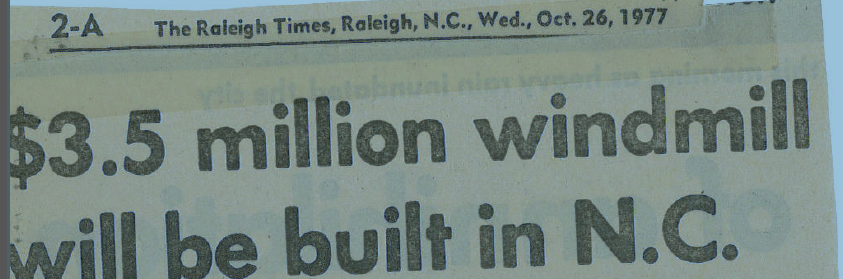 2-A The Raleigh Times, Raleigh, N.C., Wed., Oct. 26, 1977
$3.5 million windmill
will be built in N.C.